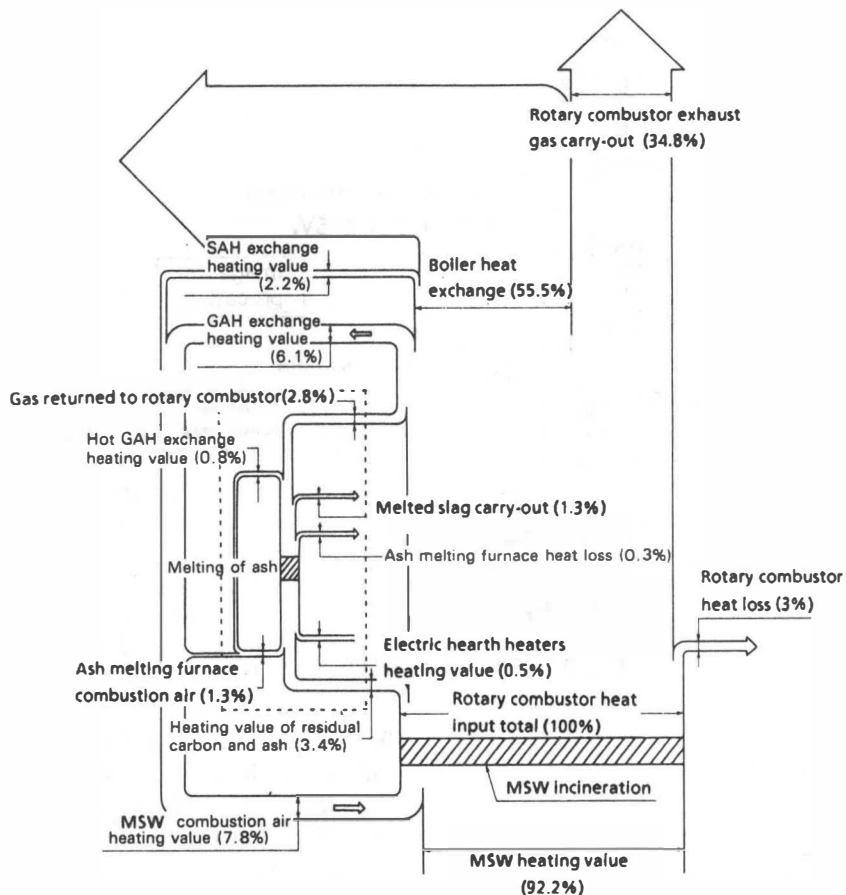 Rotary combustor exhaust
gas carry-out (34.8%)
SAH exchange
heating value
(2.2%)
Boiler heat
exchange (55.5%)
GAH exchange
heating value
(6.1%)
Gas returned to rotary combustor(2.8%)
Hot GAH exchange
heating value (0.8%)
Melted slag carry-out (1.3%)
Ash melting furnace heat loss (0.3%)
Melting of ash
Rotary combustor
heat loss (3%)
Electric hearth heaters
heating value (0.5%)
Ash melting furnace
combustion air (1.3%)
Rotary combustor heat
input total (100%)
Heating value of residual
carbon and ash (3.4%)
MSW incineration
MSW combustion air
heating value (7.8%)
MSW heating value
(92.2%)